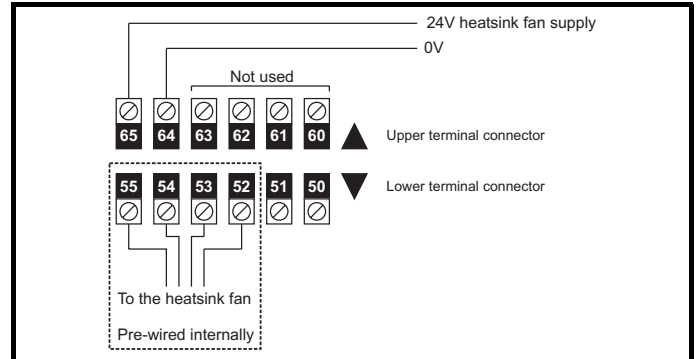 24V heatsink fan supply
0V
Not used
65 64 63 62 61 60
Upper terminal connector
55 54 53 52 51 50
Lower terminal connector
To the heatsink fan
Pre-wired internally